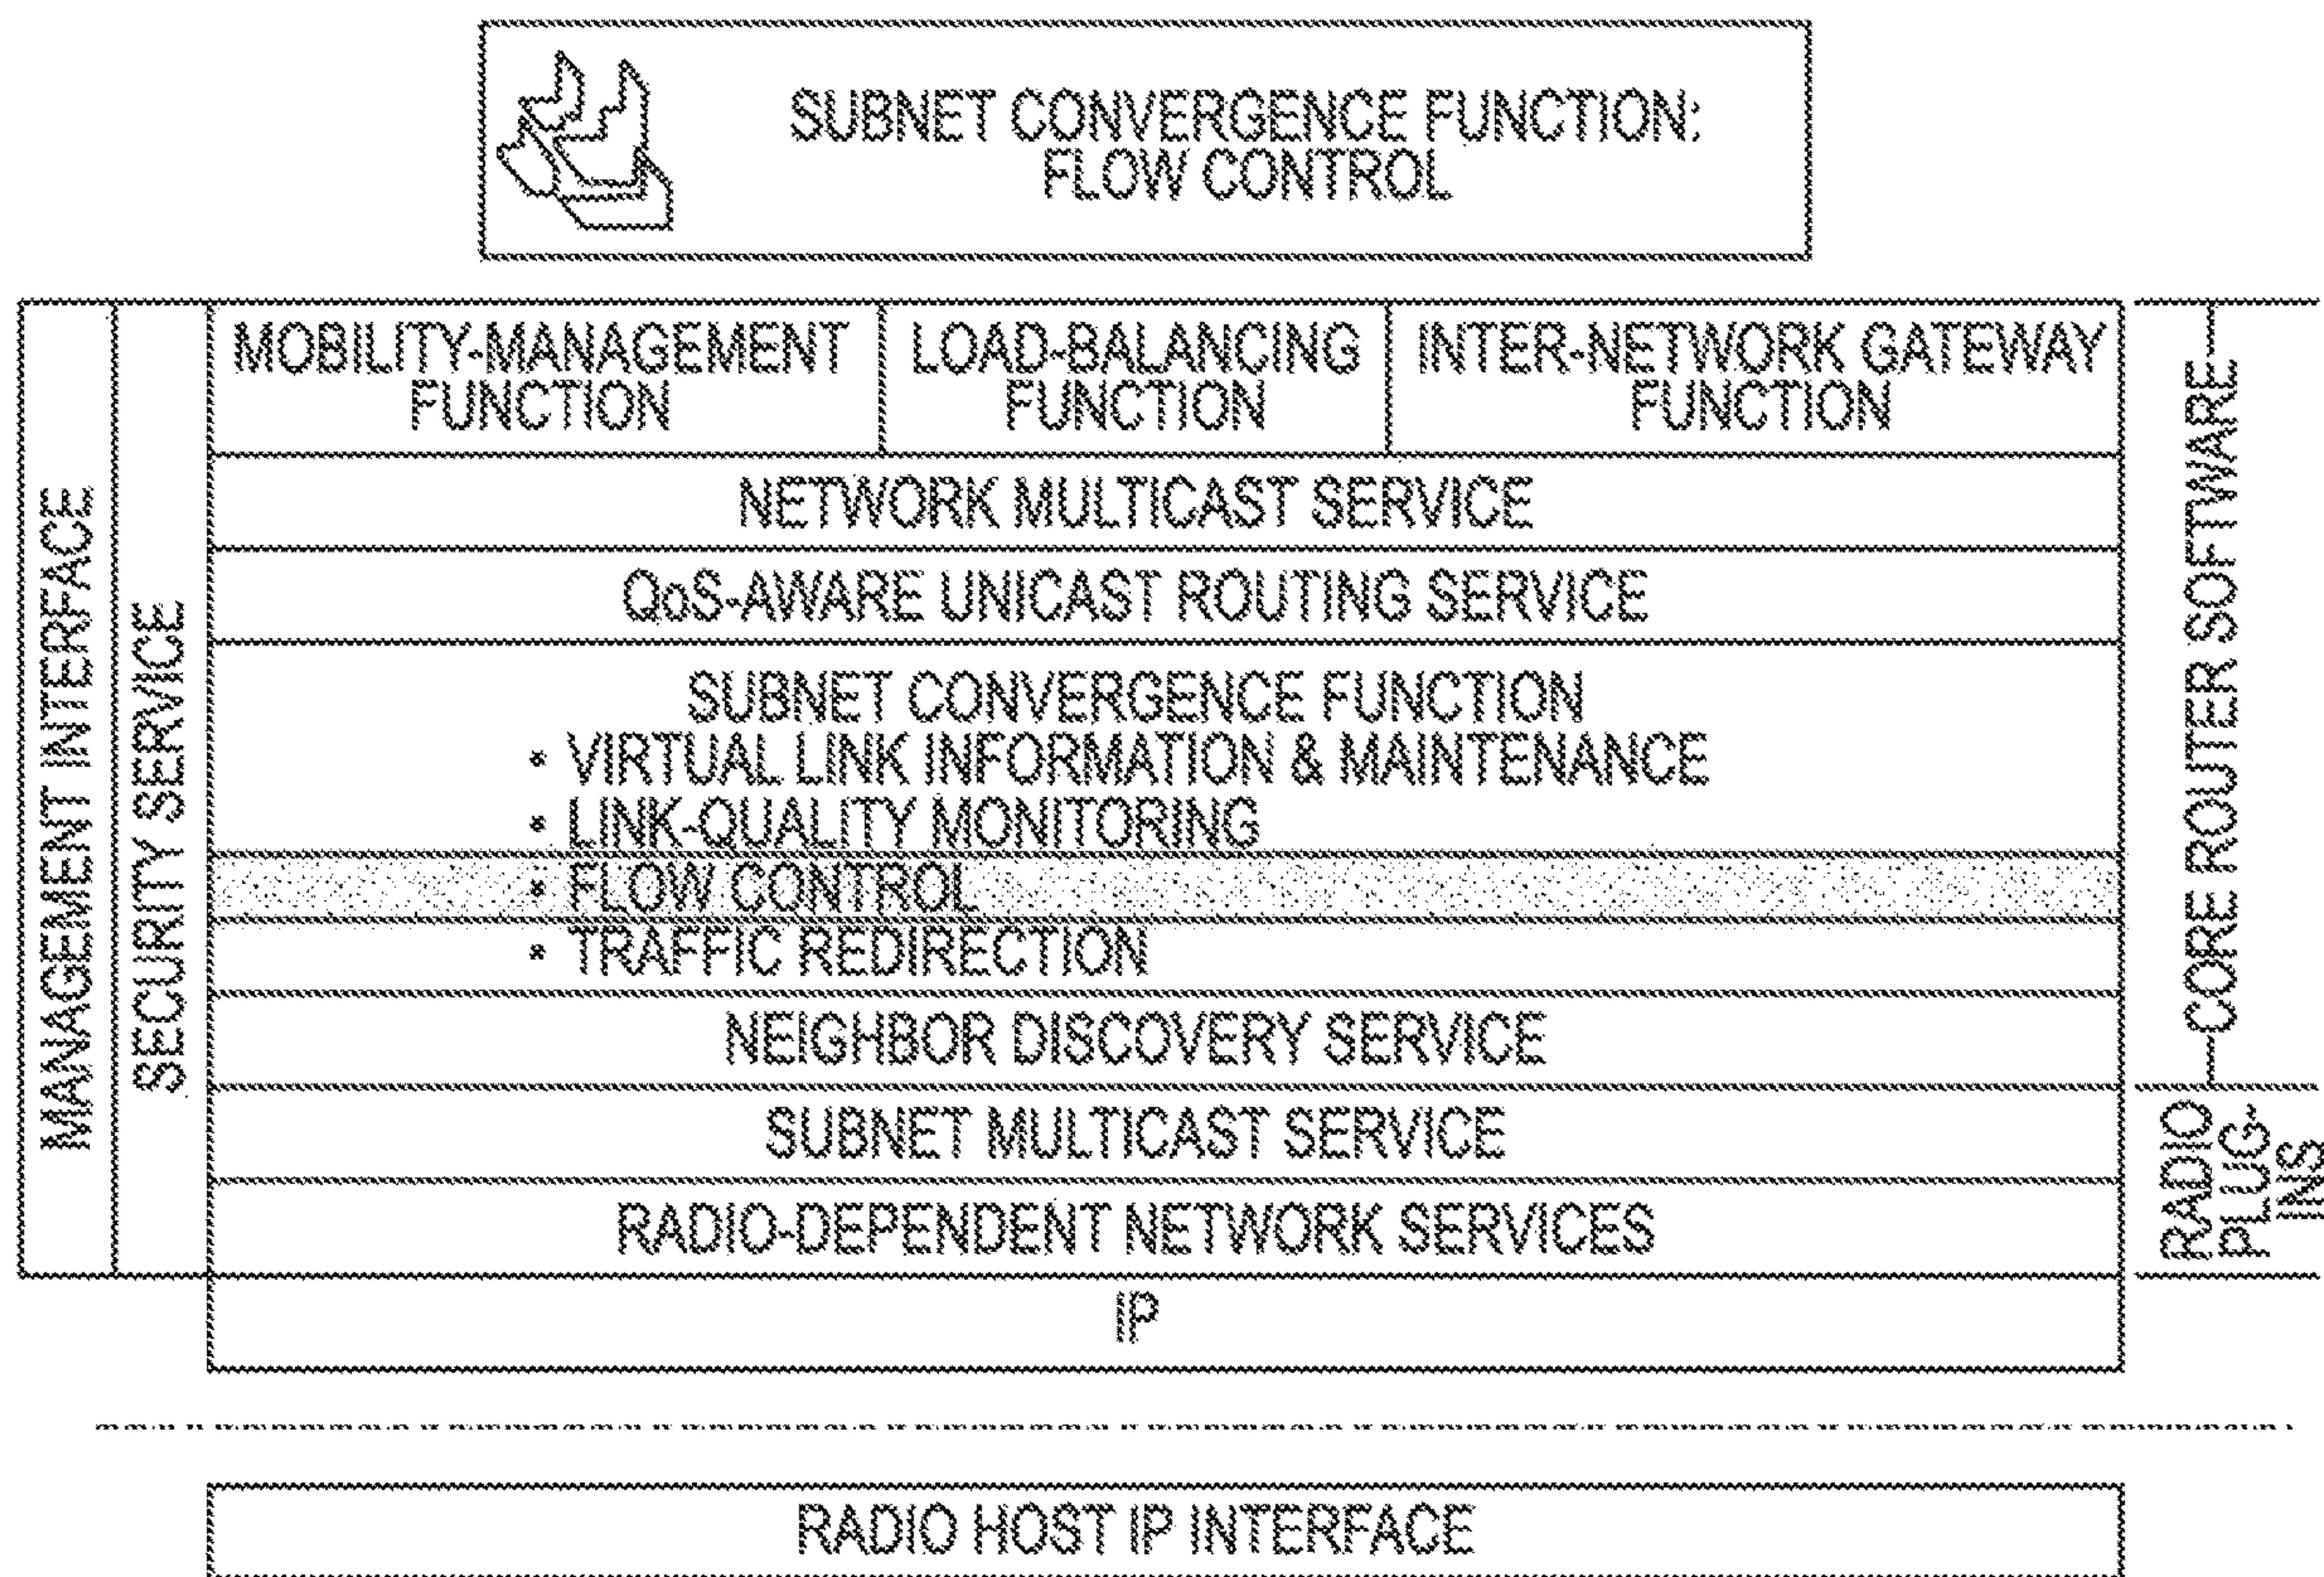 SUBNET CONVERGENCE FUNCTION:
FLOW CONTROL
MANAGEMENT INTERFACE
SECURITY SERVICE
MOBILITY-MANAGEMENT
FUNCTION
LOAD-BALANCING
FUNCTION
INTER-NETWORK GATEWAY
FUNCTION
NETWORK MULTICAST SERVICE
QoS-AWARE UNICAST ROUTING SERVICE
SUBNET CONVERGENCE FUNCTION
• VIRTUAL LINK INFORMATION & MAINTENANCE
• LINK-QUALITY MONITORING
• FLOW CONTROL
• TRAFFIC REDIRECTION
NEIGHBOR DISCOVERY SERVICE
SUBNET MULTICAST SERVICE
RADIO-DEPENDENT NETWORK SERVICES
IP
CORE ROUTER SOFTWARE
RADIO
PLUG-
INS
RADIO HOST IP INTERFACE